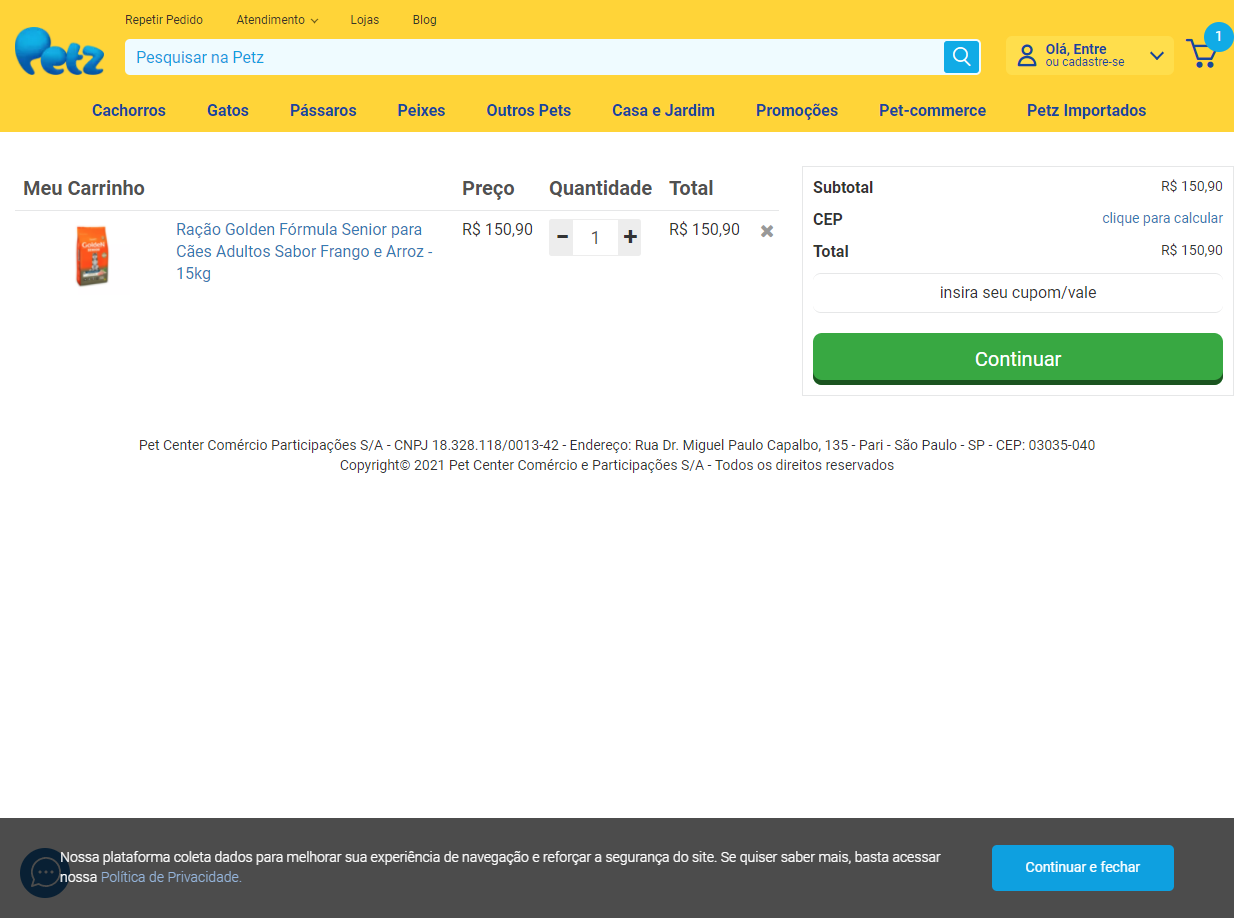 Repetir Pedido Atendimento Lojas Blog
Petz
Pesquisar na Petz
Olá, Entre
ou cadastre-se
1
Cachorros Gatos Pássaros Peixes Outros Pets Casa e Jardim Promoções Pet-commerce Petz Importados
Meu Carrinho Preço Quantidade Total
Ração Golden Fórmula Senior para
Cães Adultos Sabor Frango e Arroz -
15kg
R$ 150,90 − 1 + R$ 150,90
Subtotal R$ 150,90
CEP clique para calcular
Total R$ 150,90
insira seu cupom/vale
Continuar
Pet Center Comércio Participações S/A - CNPJ 18.328.118/0013-42 - Endereço: Rua Dr. Miguel Paulo Capalbo, 135 - Pari - São Paulo - SP - CEP: 03035-040
Copyright© 2021 Pet Center Comércio e Participações S/A - Todos os direitos reservados
Nossa plataforma coleta dados para melhorar sua experiência de navegação e reforçar a segurança do site. Se quiser saber mais, basta acessar
nossa Política de Privacidade.
Continuar e fechar